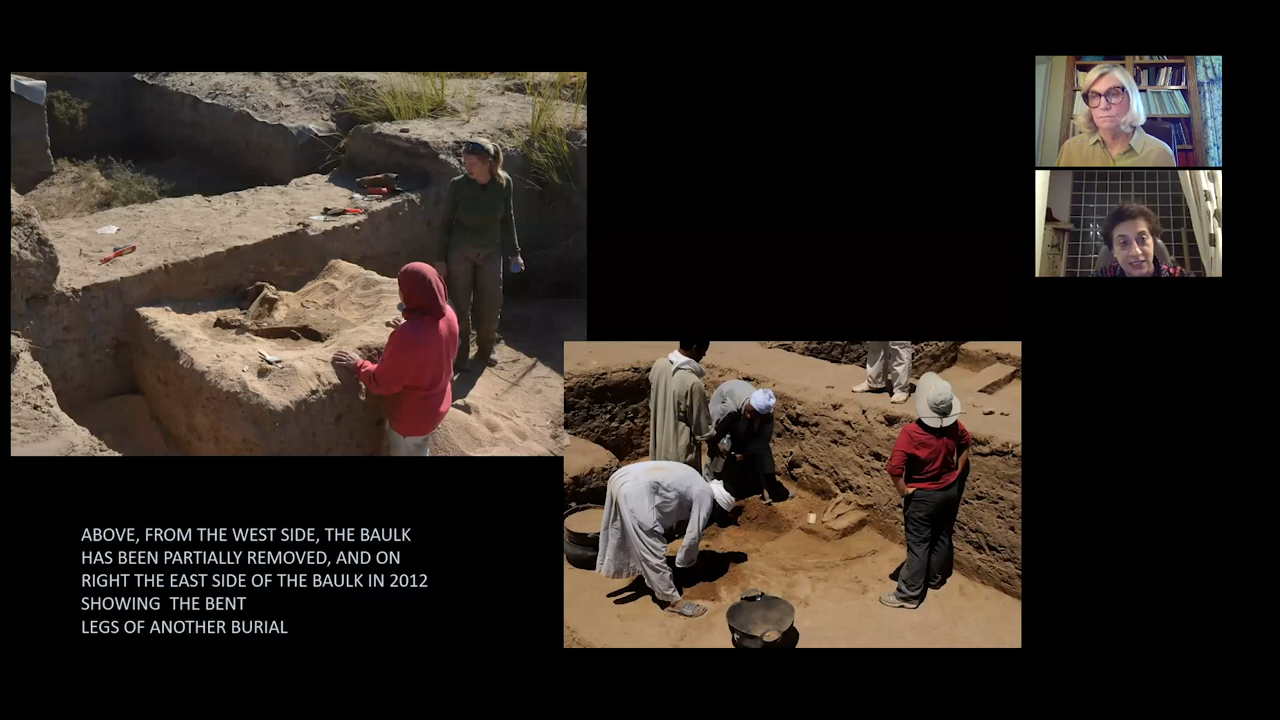 ABOVE, FROM THE WEST SIDE, THE BAULK
HAS BEEN PARTIALLY REMOVED, AND ON
RIGHT THE EAST SIDE OF THE BAULK IN 2012
SHOWING  THE BENT
LEGS OF ANOTHER BURIAL